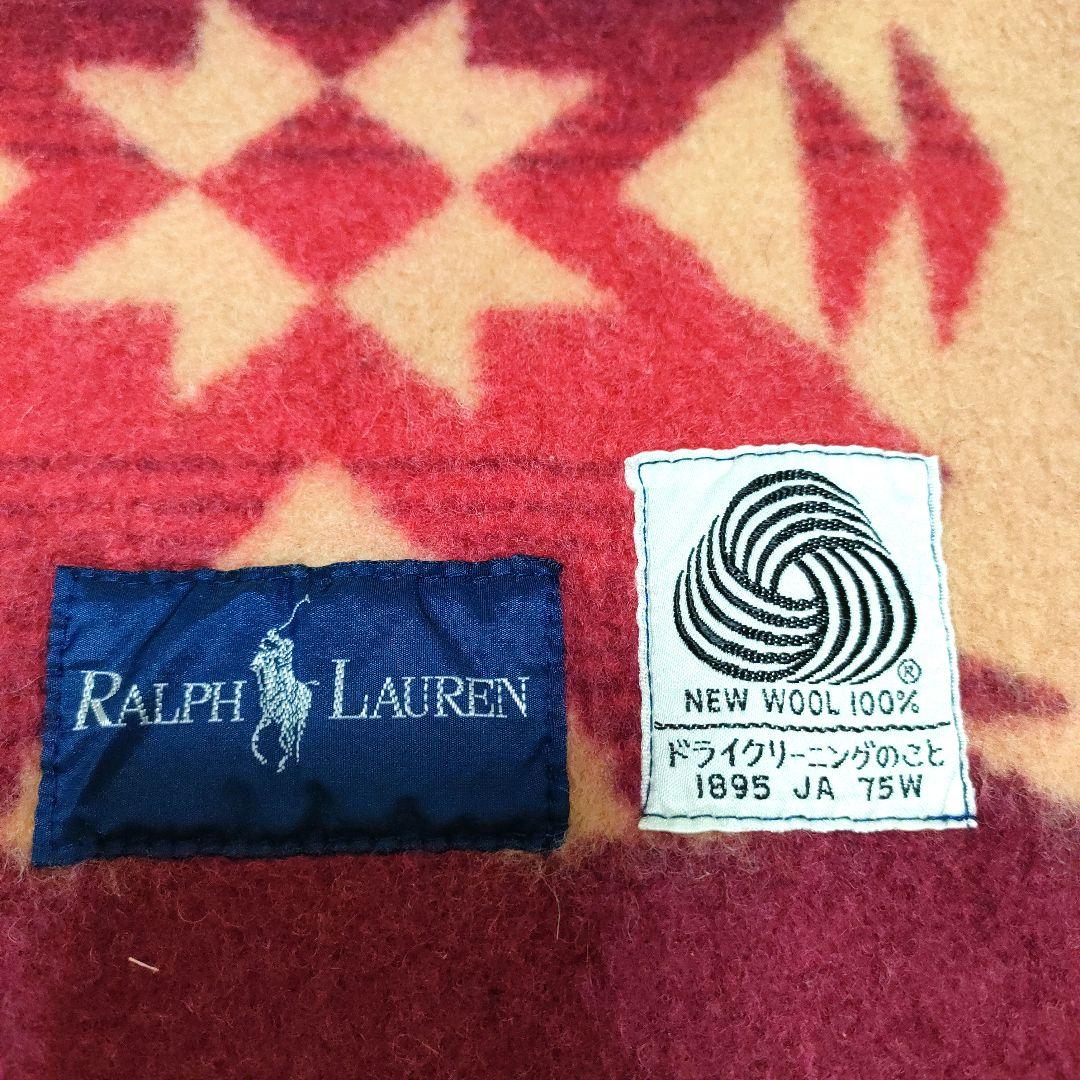 RALPH LAUREN
®
NEW WOOL 100%
ドライクリーニングのこと
1895 JA 75W